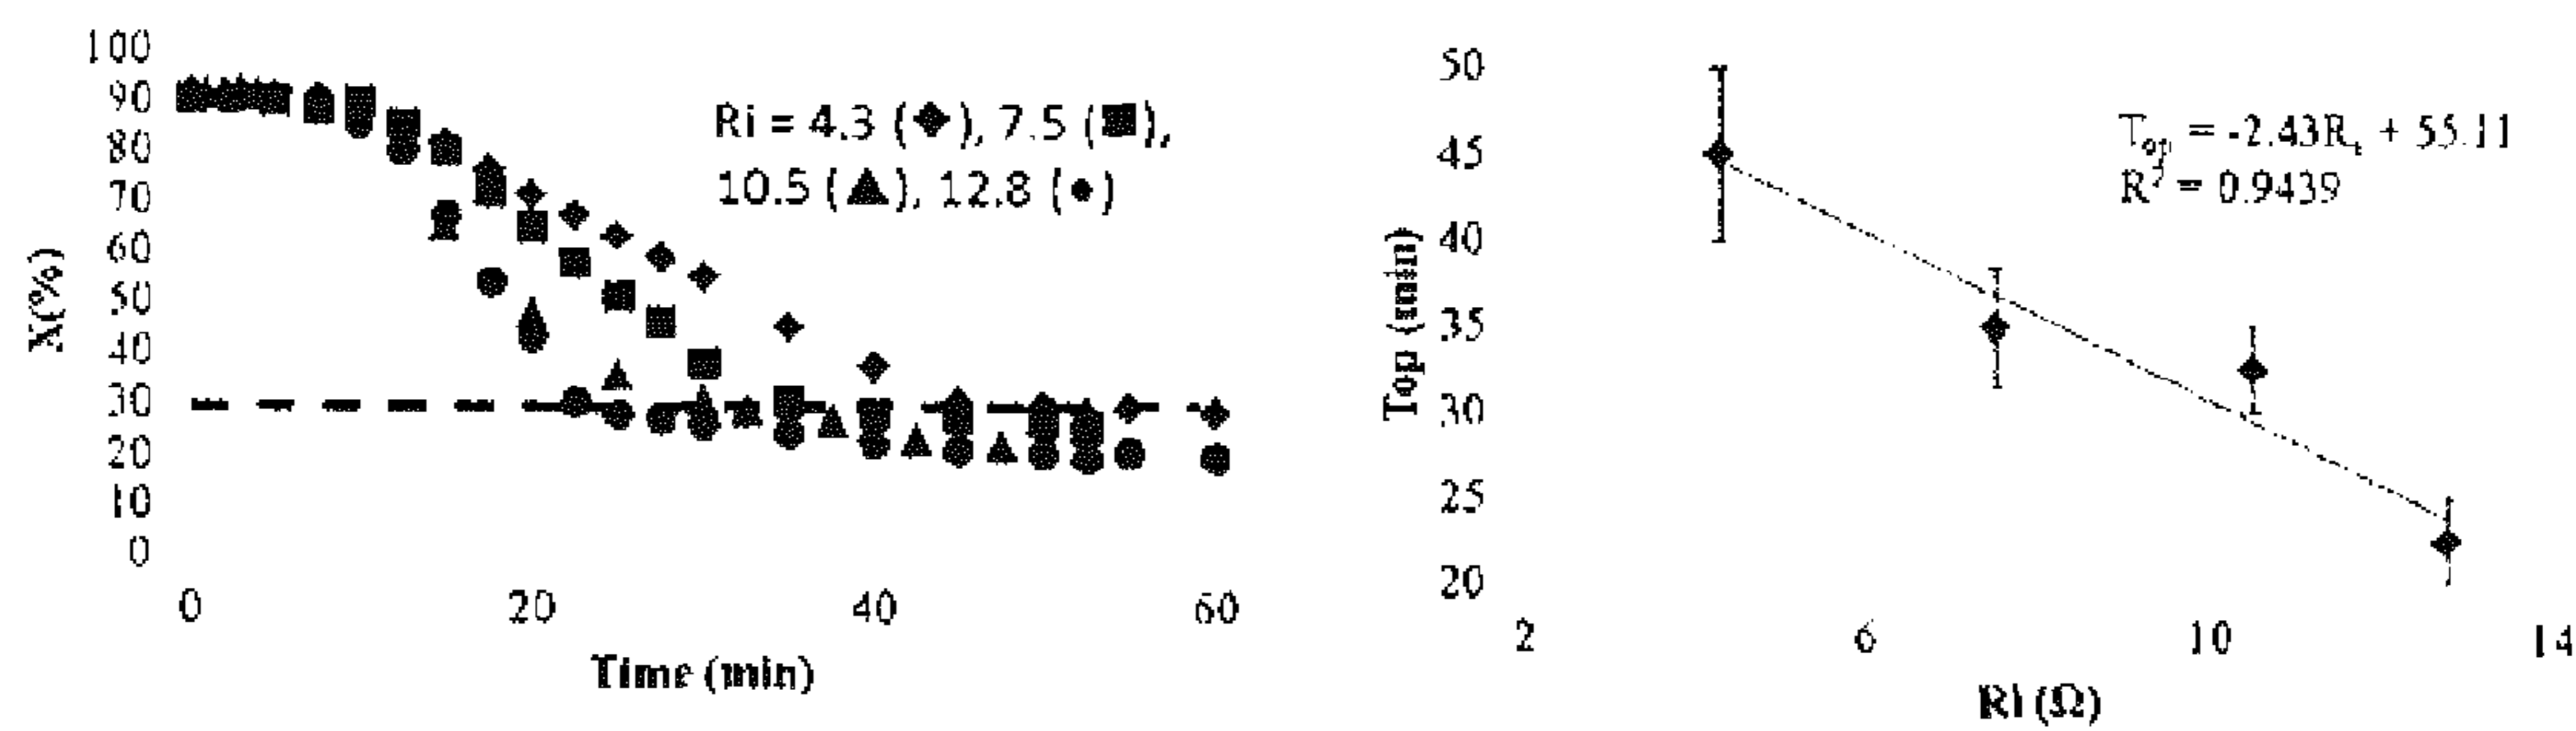 100
90
80
70
60
50
40
30
20
10
0
X(%)
Ri = 4.3 (◆), 7.5 (■),
10.5 (▲), 12.8 (●)
0 20 40 60
Time (min)
50
45
40
35
30
25
20
Top (min)
T_op = -2.43R_i + 55.11
R² = 0.9439
2 6 10 14
Ri (Ω)